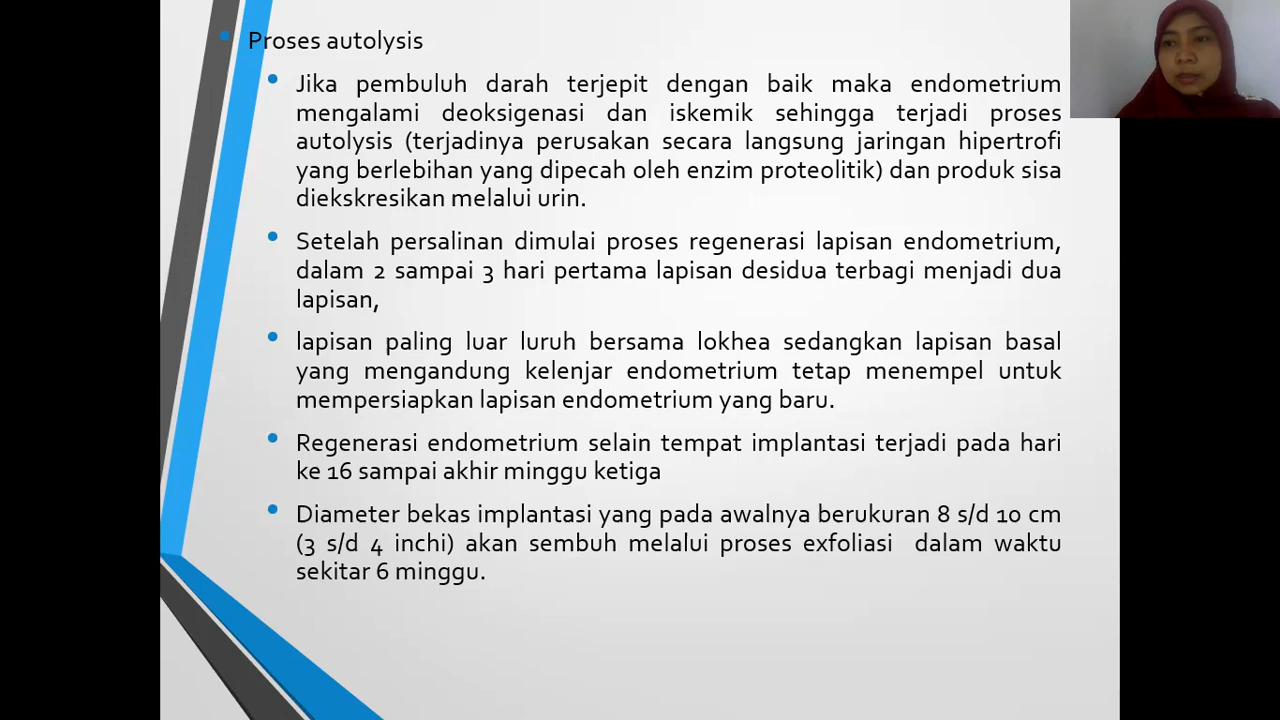 Proses autolysis
Jika pembuluh darah terjepit dengan baik maka endometrium
mengalami deoksigenasi dan iskemik sehingga terjadi proses
autolysis (terjadinya perusakan secara langsung jaringan hipertrofi
yang berlebihan yang dipecah oleh enzim proteolitik) dan produk sisa
diekskresikan melalui urin.
Setelah persalinan dimulai proses regenerasi lapisan endometrium,
dalam 2 sampai 3 hari pertama lapisan desidua terbagi menjadi dua
lapisan,
lapisan paling luar luruh bersama lokhea sedangkan lapisan basal
yang mengandung kelenjar endometrium tetap menempel untuk
mempersiapkan lapisan endometrium yang baru.
Regenerasi endometrium selain tempat implantasi terjadi pada hari
ke 16 sampai akhir minggu ketiga
Diameter bekas implantasi yang pada awalnya berukuran 8 s/d 10 cm
(3 s/d 4 inchi) akan sembuh melalui proses exfoliasi dalam waktu
sekitar 6 minggu.